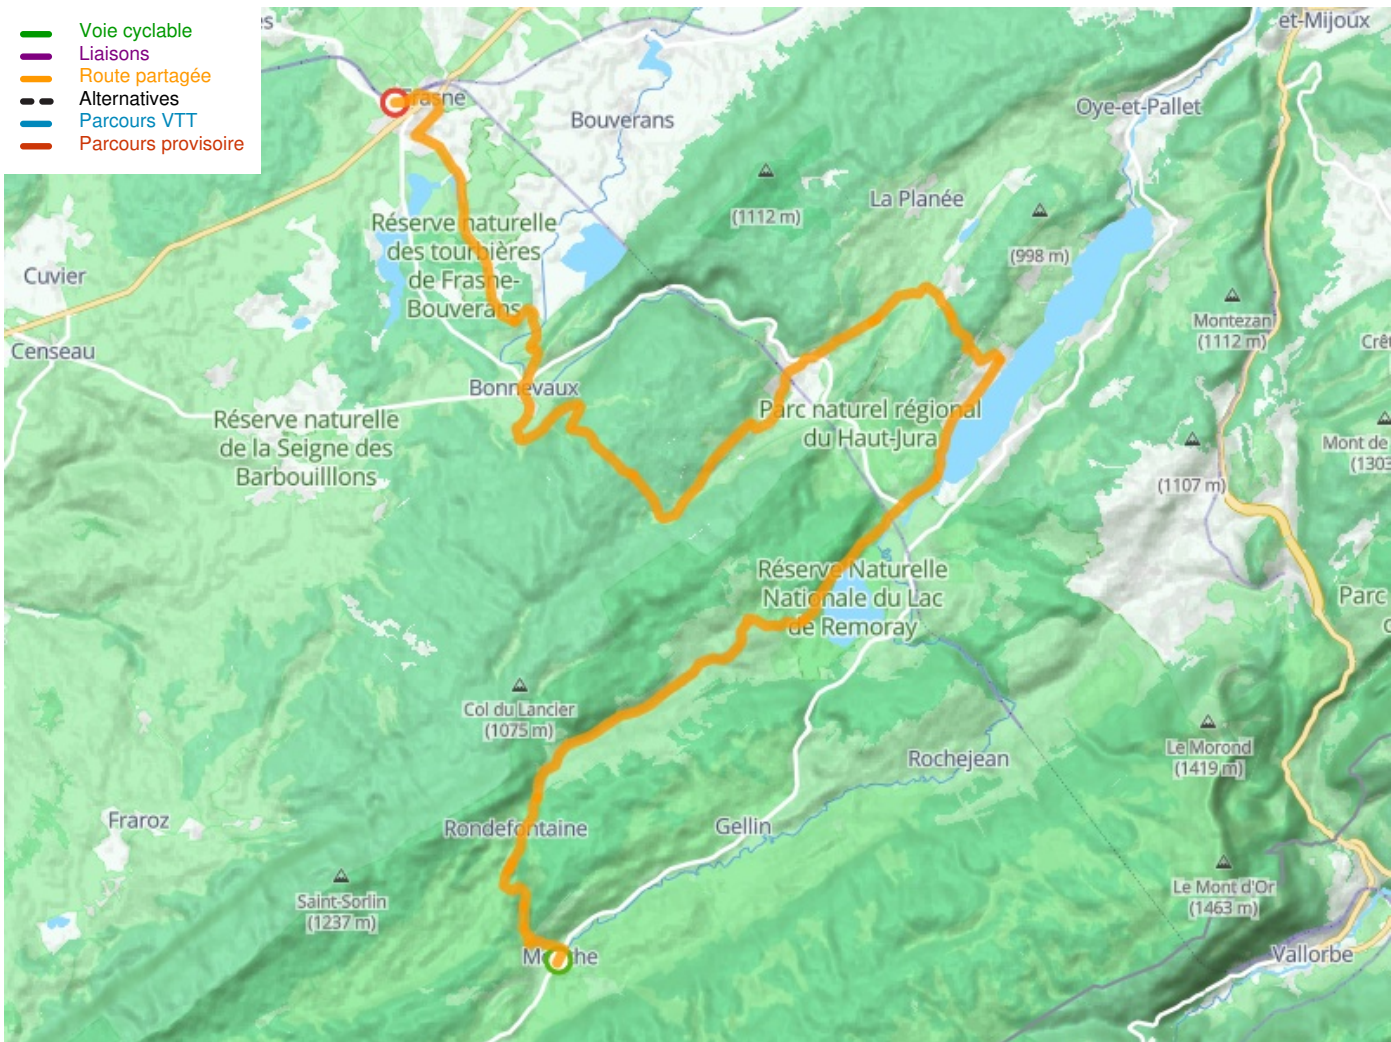 Voie cyclable
Liaisons
Route partagée
Alternatives
Parcours VTT
Parcours provisoire
et-Mijoux
Oye-et-Pallet
Bouverans
(1112 m)
La Planée
Réserve naturelle
des tourbières
de Frasne-
Bouverans
(998 m)
Cuvier
Montezan
(1112 m)
Censeau
Bonnevaux
Parc naturel régional
du Haut-Jura
Réserve naturelle
de la Seigne des
Barbouilllons
Mont de
(1303
(1107 m)
Réserve Naturelle
Nationale du Lac
de Remoray
Parc
Col du Lancier
(1075 m)
Le Morond
(1419 m)
Rochejean
Fraroz
Rondefontaine
Gellin
Saint-Sorlin
(1237 m)
Le Mont d'Or
(1463 m)
Vallorbe